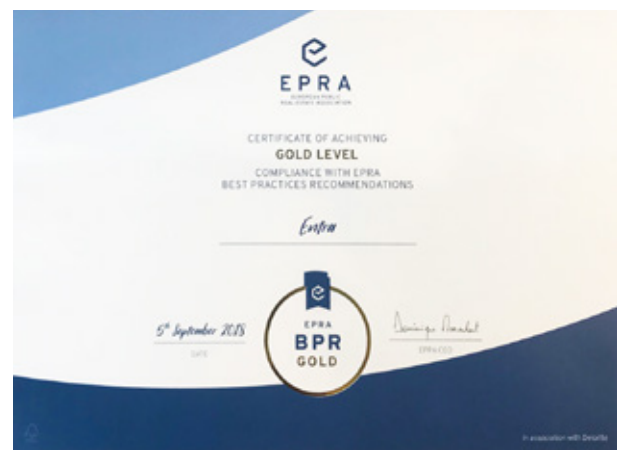 EPRA
EUROPEAN PUBLIC
REAL ESTATE ASSOCIATION
CERTIFICATE OF ACHIEVING
GOLD LEVEL
COMPLIANCE WITH EPRA
BEST PRACTICES RECOMMENDATIONS
Entra
5th September 2018
DATE
EPRA
BPR
GOLD
EPRA CEO
In association with Deloitte